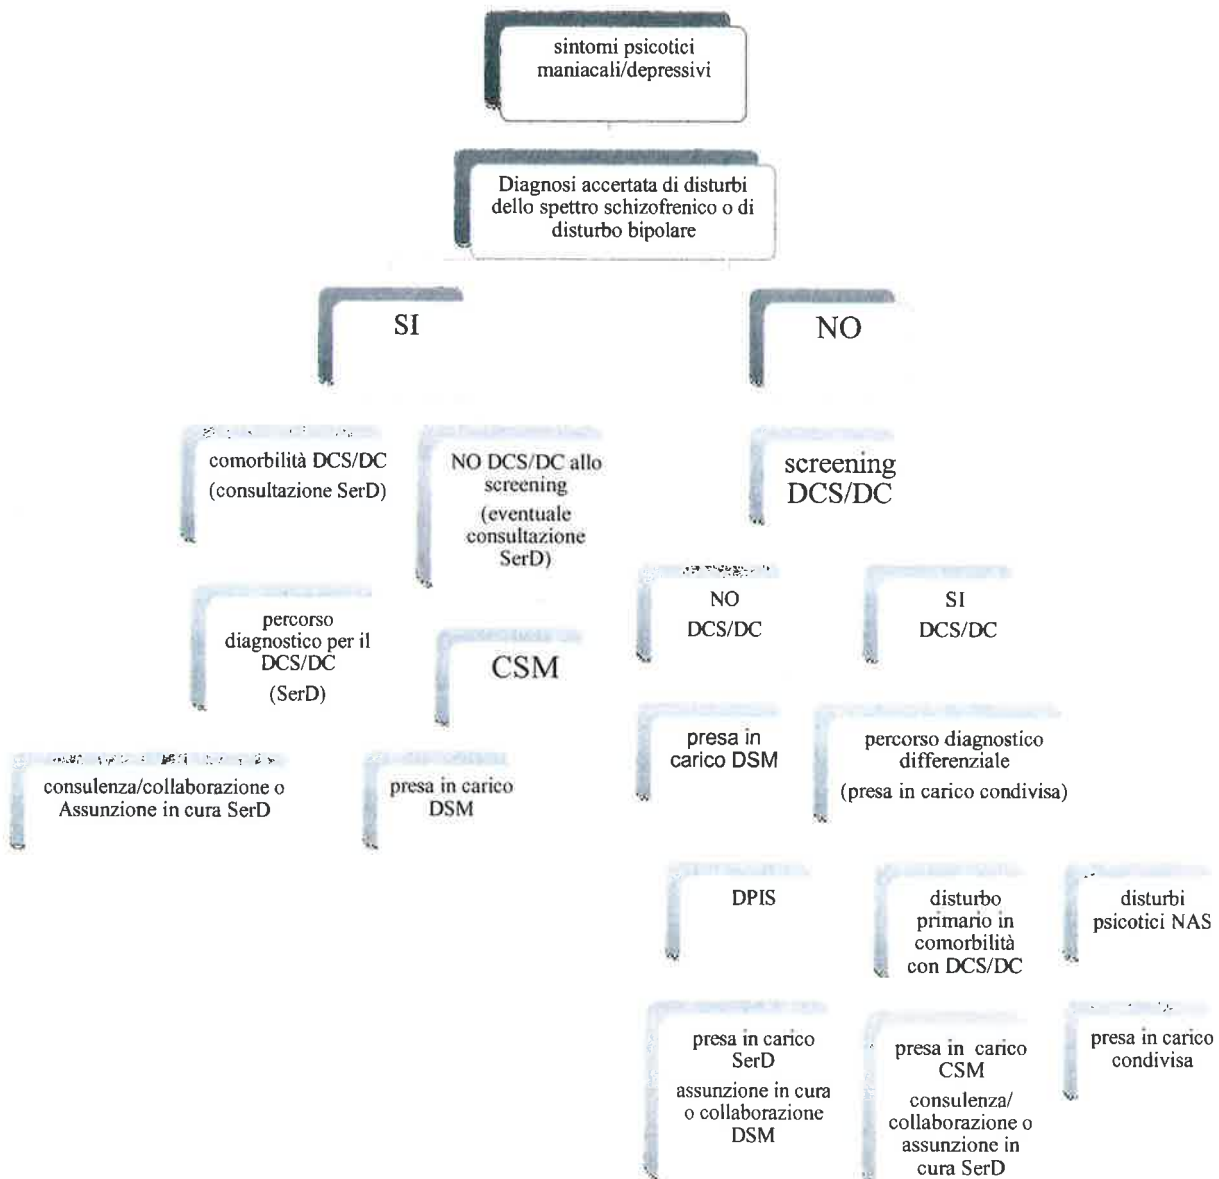 sintomi psicotici
maniacali/depressivi
Diagnosi accertata di disturbi
dello spettro schizofrenico o di
disturbo bipolare
SI
NO
comorbilità DCS/DC
(consultazione SerD)
NO DCS/DC allo
screening
(eventuale
consultazione
SerD)
screening
DCS/DC
percorso
diagnostico per il
DCS/DC
(SerD)
CSM
NO
DCS/DC
SI
DCS/DC
consulenza/collaborazione o
Assunzione in cura SerD
presa in carico
DSM
presa in
carico DSM
percorso diagnostico
differenziale
(presa in carico condivisa)
DPIS
disturbo
primario in
comorbilità
con DCS/DC
disturbi
psicotici NAS
presa in carico
SerD
assunzione in cura
o collaborazione
DSM
presa in carico
CSM
consulenza/
collaborazione o
assunzione in
cura SerD
presa in carico
condivisa